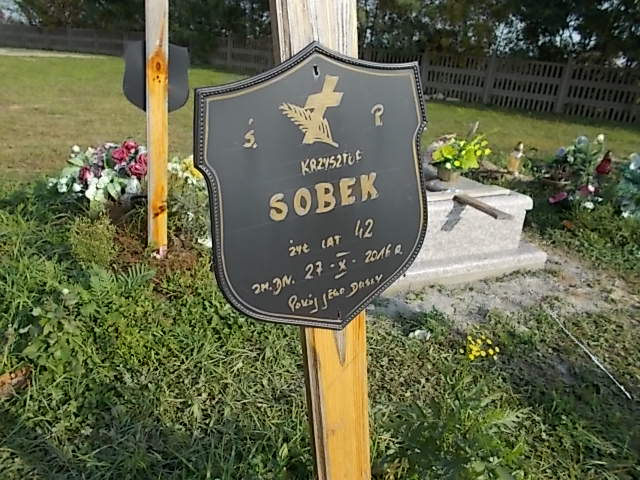 Ś. P.
KRZYSZTOF
SOBEK
ŻYŁ LAT 42
ZM. DN. 27-X-2016 R
POKÓJ JEGO DUSZY